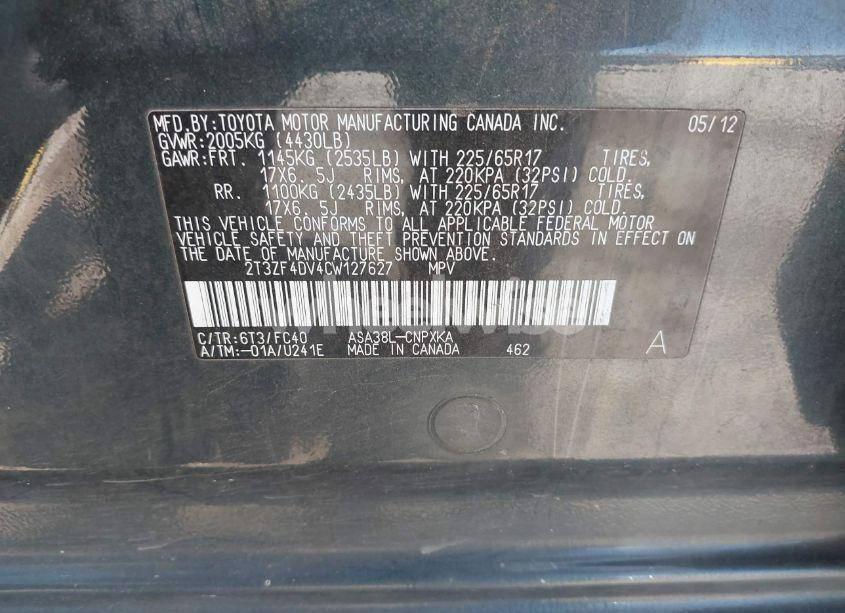 MFD.BY:TOYOTA MOTOR MANUFACTURING CANADA INC. 05/12
GVWR:2005KG (4430LB)
GAWR:FRT. 1145KG (2535LB) WITH 225/65R17 TIRES,
17X6.5J RIMS, AT 220KPA (32PSI) COLD.
RR. 1100KG (2435LB) WITH 225/65R17 TIRES,
17X6.5J RIMS, AT 220KPA (32PSI) COLD.
THIS VEHICLE CONFORMS TO ALL APPLICABLE FEDERAL MOTOR
VEHICLE SAFETY AND THEFT PREVENTION STANDARDS IN EFFECT ON
THE DATE OF MANUFACTURE SHOWN ABOVE.
2T3ZF4DV4CW127627 MPV
C/TR:6T3/FC40 ASA38L-CNPXKA
A/TM:-01A/U241E MADE IN CANADA 462 A